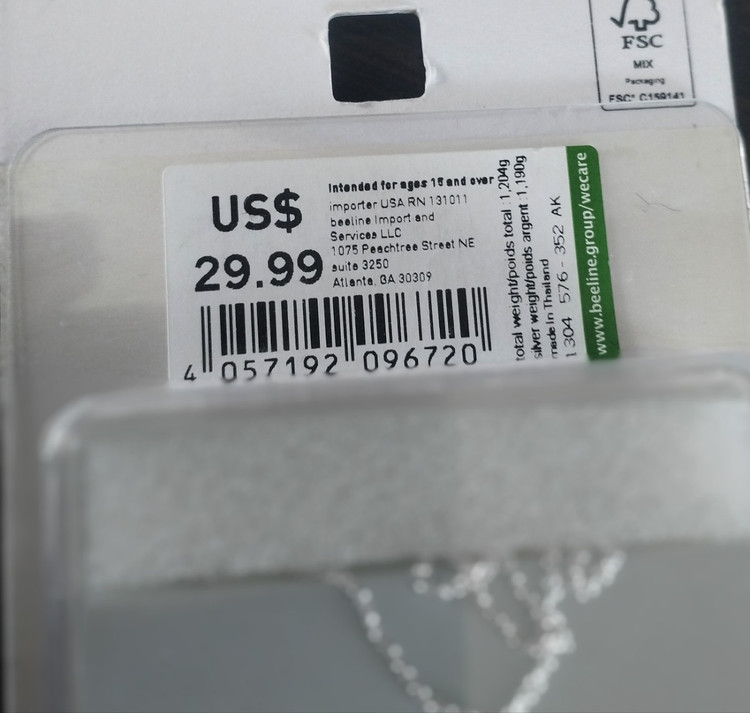 FSC
MIX
Packaging
FSC® C159141
US$
29.99
Intended for ages 15 and over
importer USA RN 131011
beeline Import and
Services LLC
1075 Peachtree Street NE
suite 3250
Atlanta, GA 30309
4 057192 096720
total weight/poids total :1,204g
silver weight/poids argent :1,190g
made in Thailand
1304 576 - 352 AK
www.beeline.group/wecare